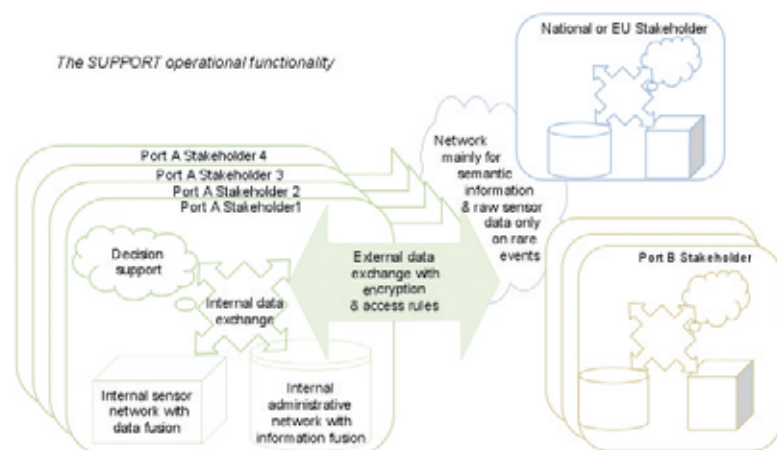 The SUPPORT operational functionality
National or EU Stakeholder
Port A Stakeholder 4
Port A Stakeholder 3
Port A Stakeholder 2
Port A Stakeholder1
Network
mainly for
semantic
information
& raw sensor
data only
on rare
events
Decision
support
Internal data
exchange
External data
exchange with
encryption
& access rules
Port B Stakeholder
Internal sensor
network with
data fusion
Internal
administrative
network with
information fusion